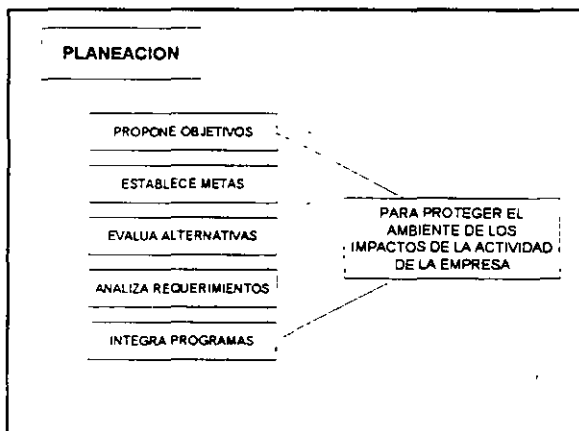 PLANEACION
PROPONE OBJETIVOS
ESTABLECE METAS
EVALUA ALTERNATIVAS
ANALIZA REQUERIMIENTOS
INTEGRA PROGRAMAS
PARA PROTEGER EL
AMBIENTE DE LOS
IMPACTOS DE LA ACTIVIDAD
DE LA EMPRESA